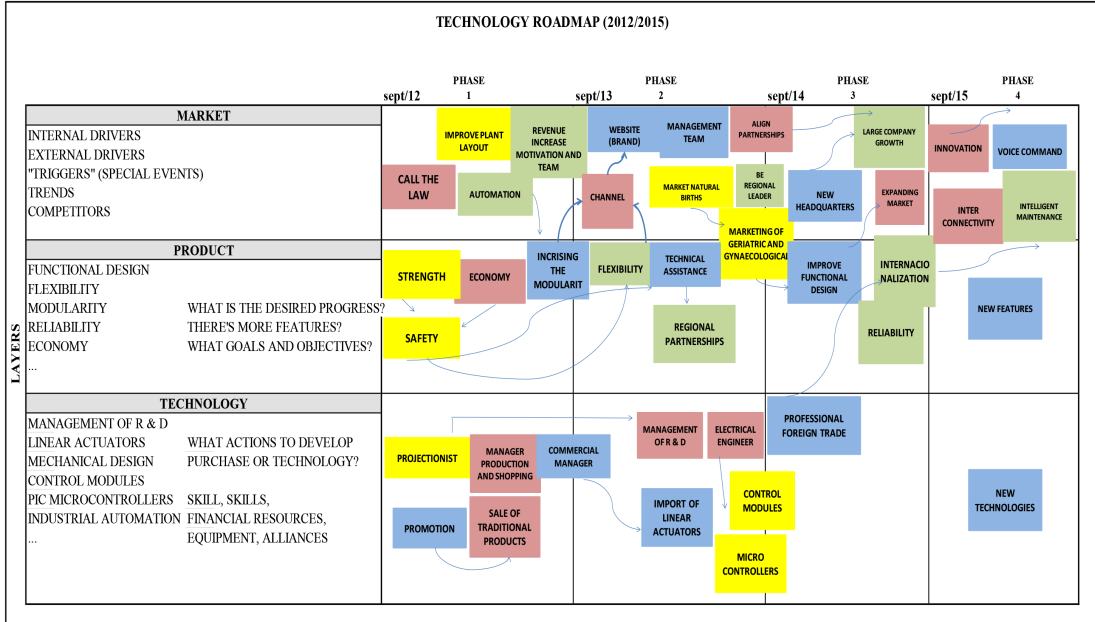 TECHNOLOGY ROADMAP (2012/2015)
PHASE
1
PHASE
2
PHASE
3
PHASE
4
sept/12
sept/13
sept/14
sept/15
LAYERS
MARKET
INTERNAL DRIVERS
EXTERNAL DRIVERS
"TRIGGERS" (SPECIAL EVENTS)
TRENDS
COMPETITORS
IMPROVE PLANT
LAYOUT
REVENUE
INCREASE
MOTIVATION AND
TEAM
WEBSITE
(BRAND)
MANAGEMENT
TEAM
ALIGN
PARTNERSHIPS
LARGE COMPANY
GROWTH
INNOVATION
VOICE COMMAND
CALL THE
LAW
AUTOMATION
CHANNEL
MARKET NATURAL
BIRTHS
BE
REGIONAL
LEADER
NEW
HEADQUARTERS
EXPANDING
MARKET
INTER
CONNECTIVITY
INTELLIGENT
MAINTENANCE
MARKETING OF
GERIATRIC AND
GYNAECOLOGICAL
PRODUCT
FUNCTIONAL DESIGN
FLEXIBILITY
MODULARITY WHAT IS THE DESIRED PROGRESS?
RELIABILITY THERE'S MORE FEATURES?
ECONOMY WHAT GOALS AND OBJECTIVES?
...
STRENGTH
ECONOMY
INCRISING
THE
MODULARIT
FLEXIBILITY
TECHNICAL
ASSISTANCE
IMPROVE
FUNCTIONAL
DESIGN
INTERNACIO
NALIZATION
SAFETY
REGIONAL
PARTNERSHIPS
RELIABILITY
NEW FEATURES
TECHNOLOGY
MANAGEMENT OF R & D
LINEAR ACTUATORS WHAT ACTIONS TO DEVELOP
MECHANICAL DESIGN PURCHASE OR TECHNOLOGY?
CONTROL MODULES
PIC MICROCONTROLLERS SKILL, SKILLS,
INDUSTRIAL AUTOMATION FINANCIAL RESOURCES,
... EQUIPMENT, ALLIANCES
PROJECTIONIST
MANAGER
PRODUCTION
AND SHOPPING
COMMERCIAL
MANAGER
MANAGEMENT
OF R & D
ELECTRICAL
ENGINEER
PROFESSIONAL
FOREIGN TRADE
PROMOTION
SALE OF
TRADITIONAL
PRODUCTS
IMPORT OF
LINEAR
ACTUATORS
CONTROL
MODULES
MICRO
CONTROLLERS
NEW
TECHNOLOGIES